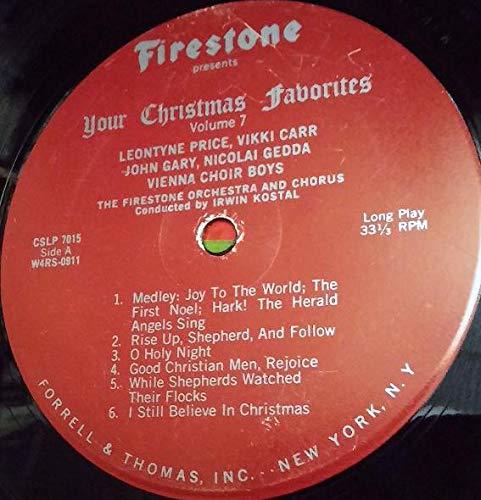 Firestone
presents
Your Christmas Favorites
Volume 7
LEONTYNE PRICE, VIKKI CARR
JOHN GARY, NICOLAI GEDDA
VIENNA CHOIR BOYS
THE FIRESTONE ORCHESTRA AND CHORUS
Conducted by IRWIN KOSTAL
CSLP 7015
Side A
W4RS-0911
Long Play
33⅓ RPM
1. Medley: Joy To The World; The
First Noel; Hark! The Herald
Angels Sing
2. Rise Up, Shepherd, And Follow
3. O Holy Night
4. Good Christian Men, Rejoice
5. While Shepherds Watched
Their Flocks
6. I Still Believe In Christmas
FORRELL & THOMAS, INC. . . NEW YORK, N.Y.